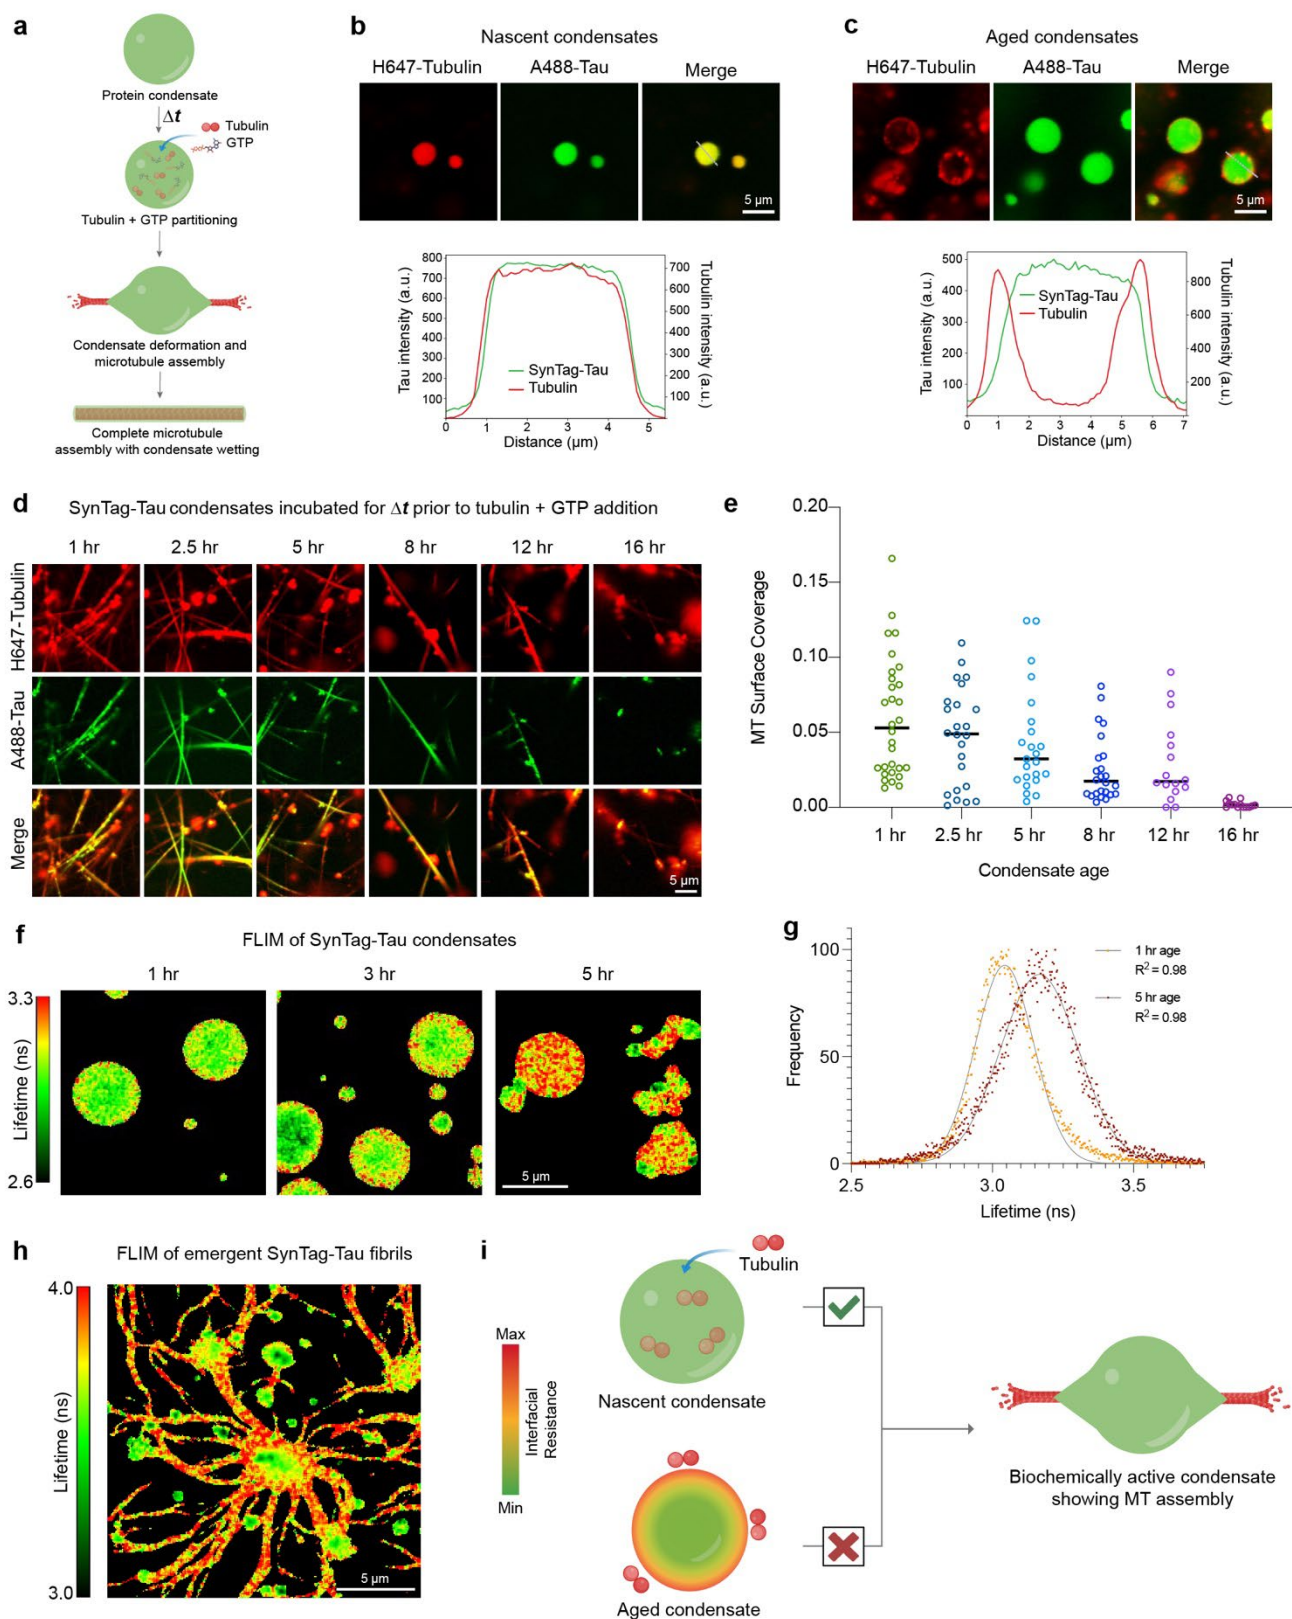 a
Protein condensate
Δt
Tubulin
GTP
Tubulin + GTP partitioning
Condensate deformation and
microtubule assembly
Complete microtubule
assembly with condensate wetting
b
Nascent condensates
H647-Tubulin A488-Tau Merge
5 µm
Tau intensity (a.u.)
800
700
600
500
400
300
200
100
0
SynTag-Tau
Tubulin
Tubulin intensity (a.u.)
700
600
500
400
300
200
100
0
0 1 2 3 4 5
Distance (µm)
c
Aged condensates
H647-Tubulin A488-Tau Merge
5 µm
Tau intensity (a.u.)
500
400
300
200
100
SynTag-Tau
Tubulin
Tubulin intensity (a.u.)
800
600
400
200
0 1 2 3 4 5 6 7
Distance (µm)
d
SynTag-Tau condensates incubated for Δt prior to tubulin + GTP addition
1 hr 2.5 hr 5 hr 8 hr 12 hr 16 hr
H647-Tubulin
A488-Tau
Merge
5 µm
e
MT Surface Coverage
0.20
0.15
0.10
0.05
0.00
1 hr 2.5 hr 5 hr 8 hr 12 hr 16 hr
Condensate age
f
FLIM of SynTag-Tau condensates
1 hr 3 hr 5 hr
3.3
Lifetime (ns)
2.6
5 µm
g
Frequency
100
50
0
1 hr age
R² = 0.98
5 hr age
R² = 0.98
2.5 3.0 3.5
Lifetime (ns)
h
FLIM of emergent SynTag-Tau fibrils
4.0
Lifetime (ns)
3.0
5 µm
i
Tubulin
Max
Interfacial
Resistance
Min
Nascent condensate
Aged condensate
Biochemically active condensate
showing MT assembly